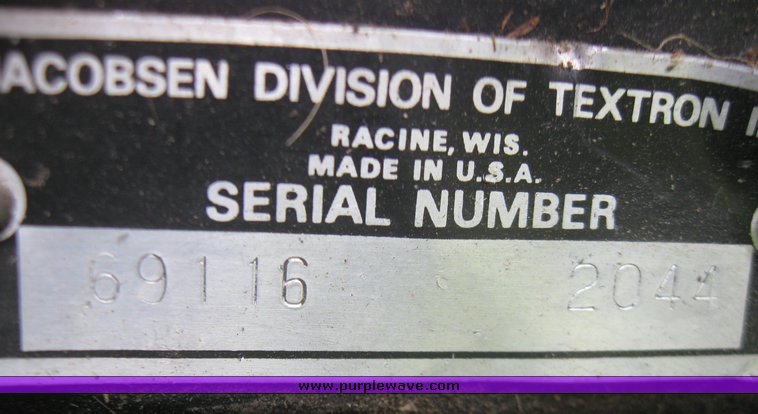 ACOBSEN DIVISION OF TEXTRON
RACINE, WIS.
MADE IN U.S.A.
SERIAL NUMBER
69116 2044
www.purplewave.com